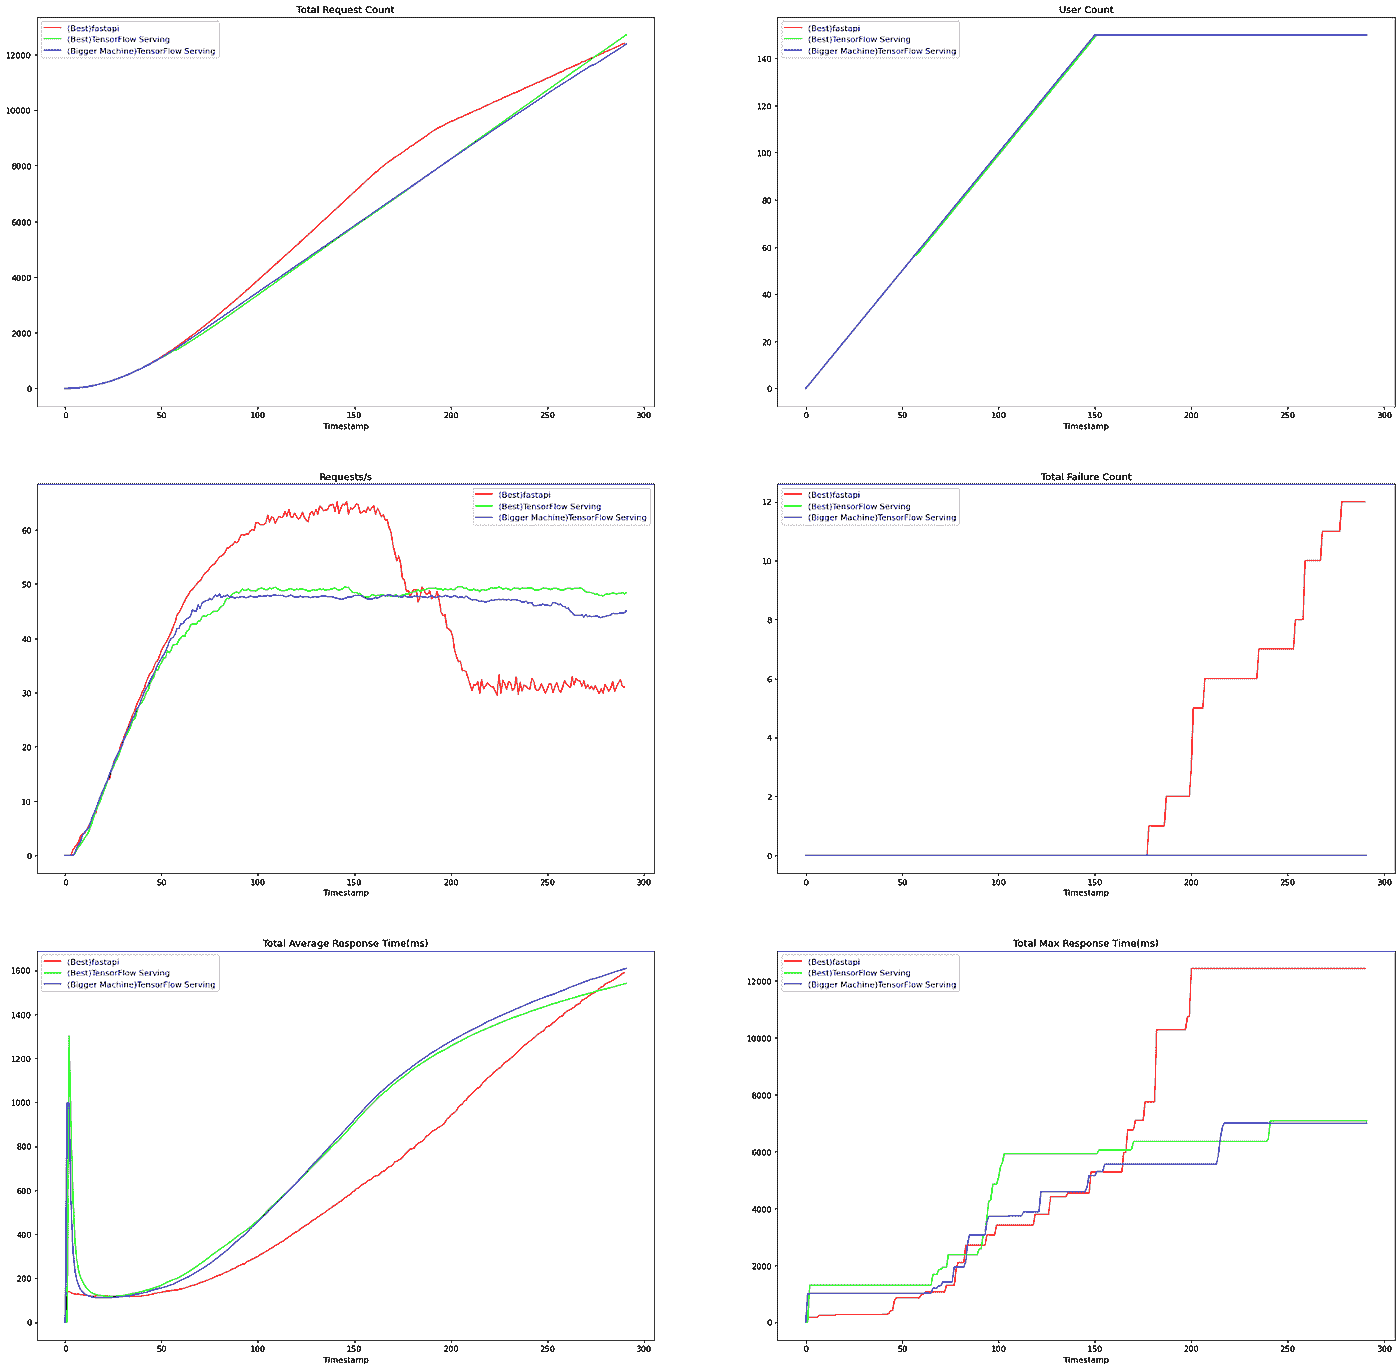 Total Request Count
(Best)fastapi
(Best)TensorFlow Serving
(Bigger Machine)TensorFlow Serving
12000
10000
8000
6000
4000
2000
0
0 50 100 150 200 250 300
Timestamp
User Count
(Best)fastapi
(Best)TensorFlow Serving
(Bigger Machine)TensorFlow Serving
140
120
100
80
60
40
20
0
0 50 100 150 200 250 300
Timestamp
Requests/s
(Best)fastapi
(Best)TensorFlow Serving
(Bigger Machine)TensorFlow Serving
60
50
40
30
20
10
0
0 50 100 150 200 250 300
Timestamp
Total Failure Count
(Best)fastapi
(Best)TensorFlow Serving
(Bigger Machine)TensorFlow Serving
12
10
8
6
4
2
0
0 50 100 150 200 250 300
Timestamp
Total Average Response Time(ms)
(Best)fastapi
(Best)TensorFlow Serving
(Bigger Machine)TensorFlow Serving
1600
1400
1200
1000
800
600
400
200
0
0 50 100 150 200 250 300
Timestamp
Total Max Response Time(ms)
(Best)fastapi
(Best)TensorFlow Serving
(Bigger Machine)TensorFlow Serving
12000
10000
8000
6000
4000
2000
0
0 50 100 150 200 250 300
Timestamp